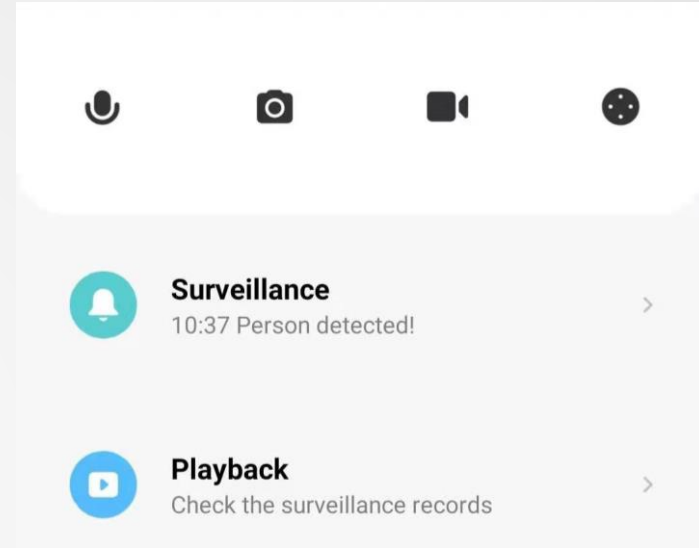 Surveillance
10:37 Person detected!
Playback
Check the surveillance records